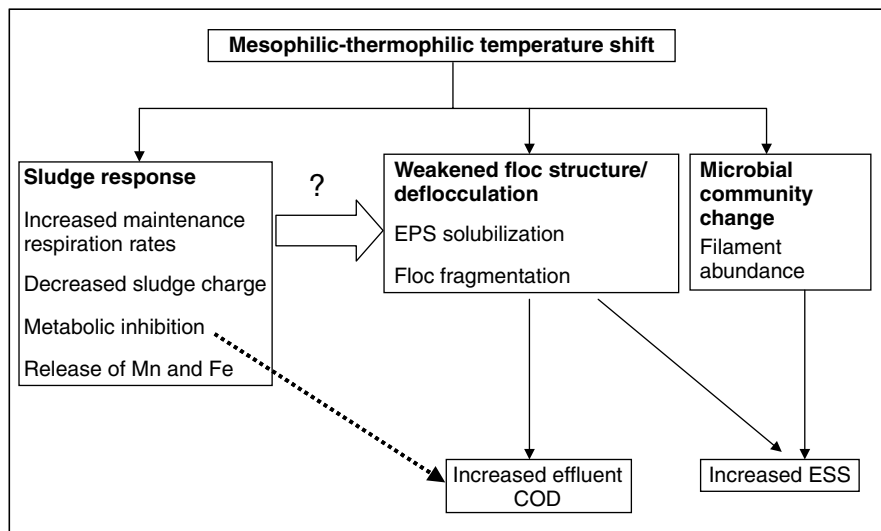 Mesophilic-thermophilic temperature shift
Sludge response
Increased maintenance
respiration rates
Decreased sludge charge
Metabolic inhibition
Release of Mn and Fe
?
Weakened floc structure/
deflocculation
EPS solubilization
Floc fragmentation
Microbial
community
change
Filament
abundance
Increased effluent
COD
Increased ESS